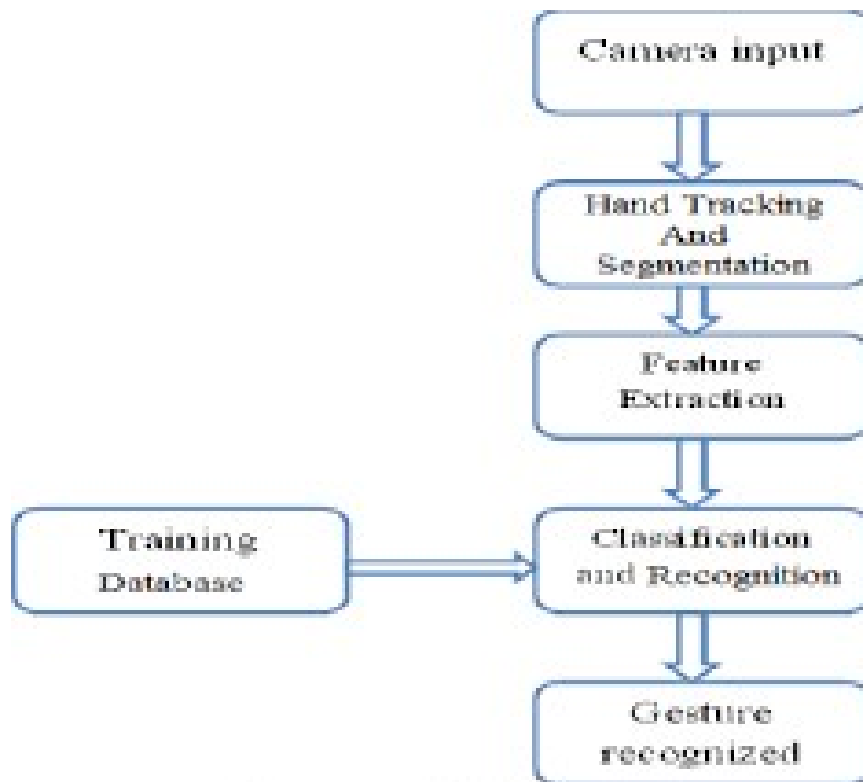 Camera input
Hand Tracking
And
Segmentation
Feature
Extraction
Training
Database
Classification
and Recognition
Gesture
recognized